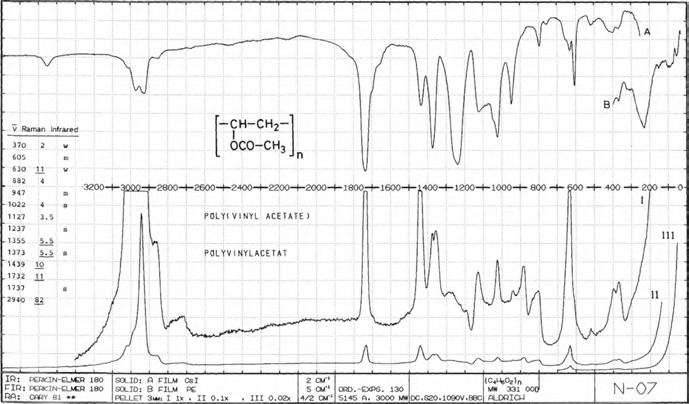 A
B
[-CH-CH₂-]n
OCO-CH₃
ν̄ Raman Infrared
370 2 w
605 m
630 11 w
882 4
947 m
1022 4 s
1127 3.5
1237 s
1355 5.5
1373 5.5 s
1439 10
1732 11
1737 s
2940 82
3200 3000 2800 2600 2400 2200 2000 1800 1600 1400 1200 1000 800 600 400 200 0
I
III
II
POLY(VINYL ACETATE)
POLYVINYLACETAT
IR: PERKIN-ELMER 180 SOLID: A FILM CsI 2 CM⁻¹ (C₄H₆O₂)n
FIR: PERKIN-ELMER 180 SOLID: B FILM PE 5 CM⁻¹ ORD.-EXPS. 130 MW 331 000 N-07
RA: CARY 81 ** PELLET 3mm: I 1x , II 0.1x , III 0.02x 4/2 CM⁻¹ 5145 A. 3000 MW DC.S20.1090V.BBC ALDRICH